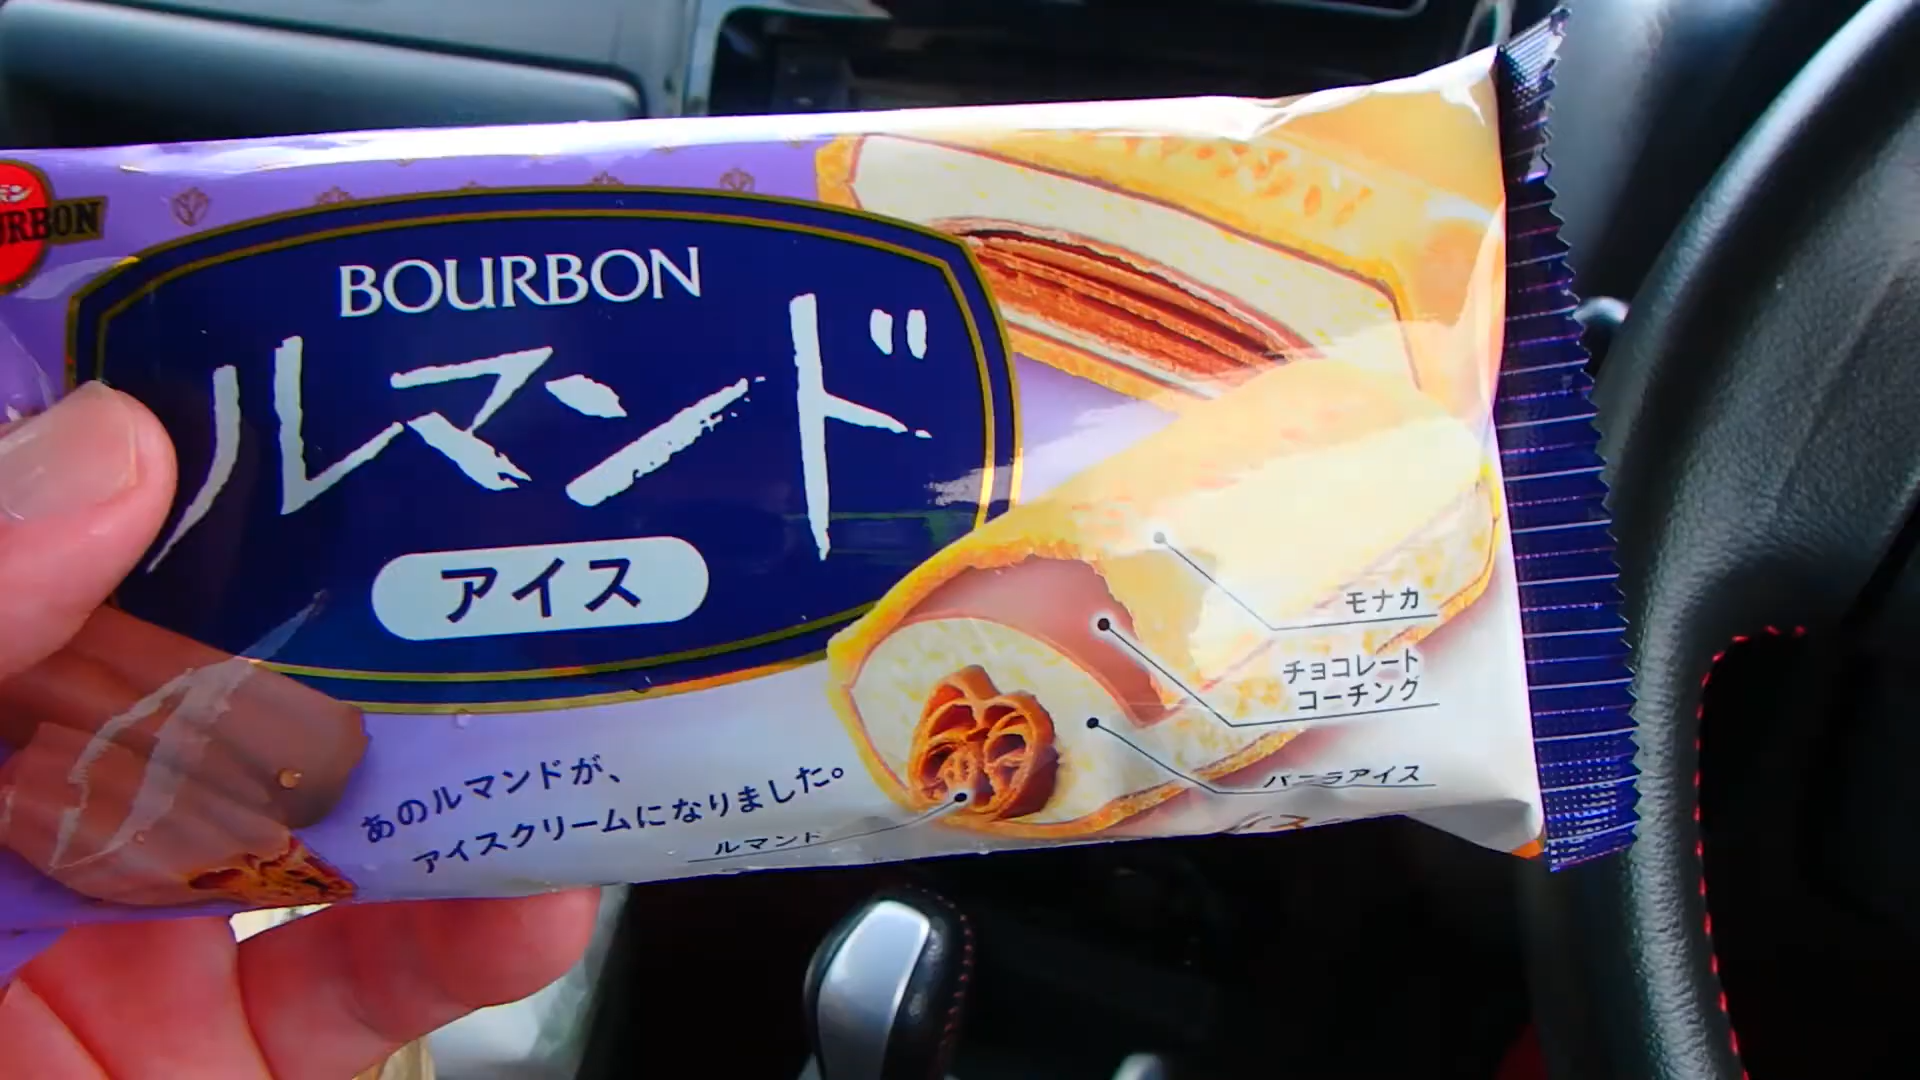 BOURBON
BOURBON
ルマンド
アイス
モナカ
チョコレート
コーチング
バニラアイス
あのルマンドが、
アイスクリームになりました。
ルマンド